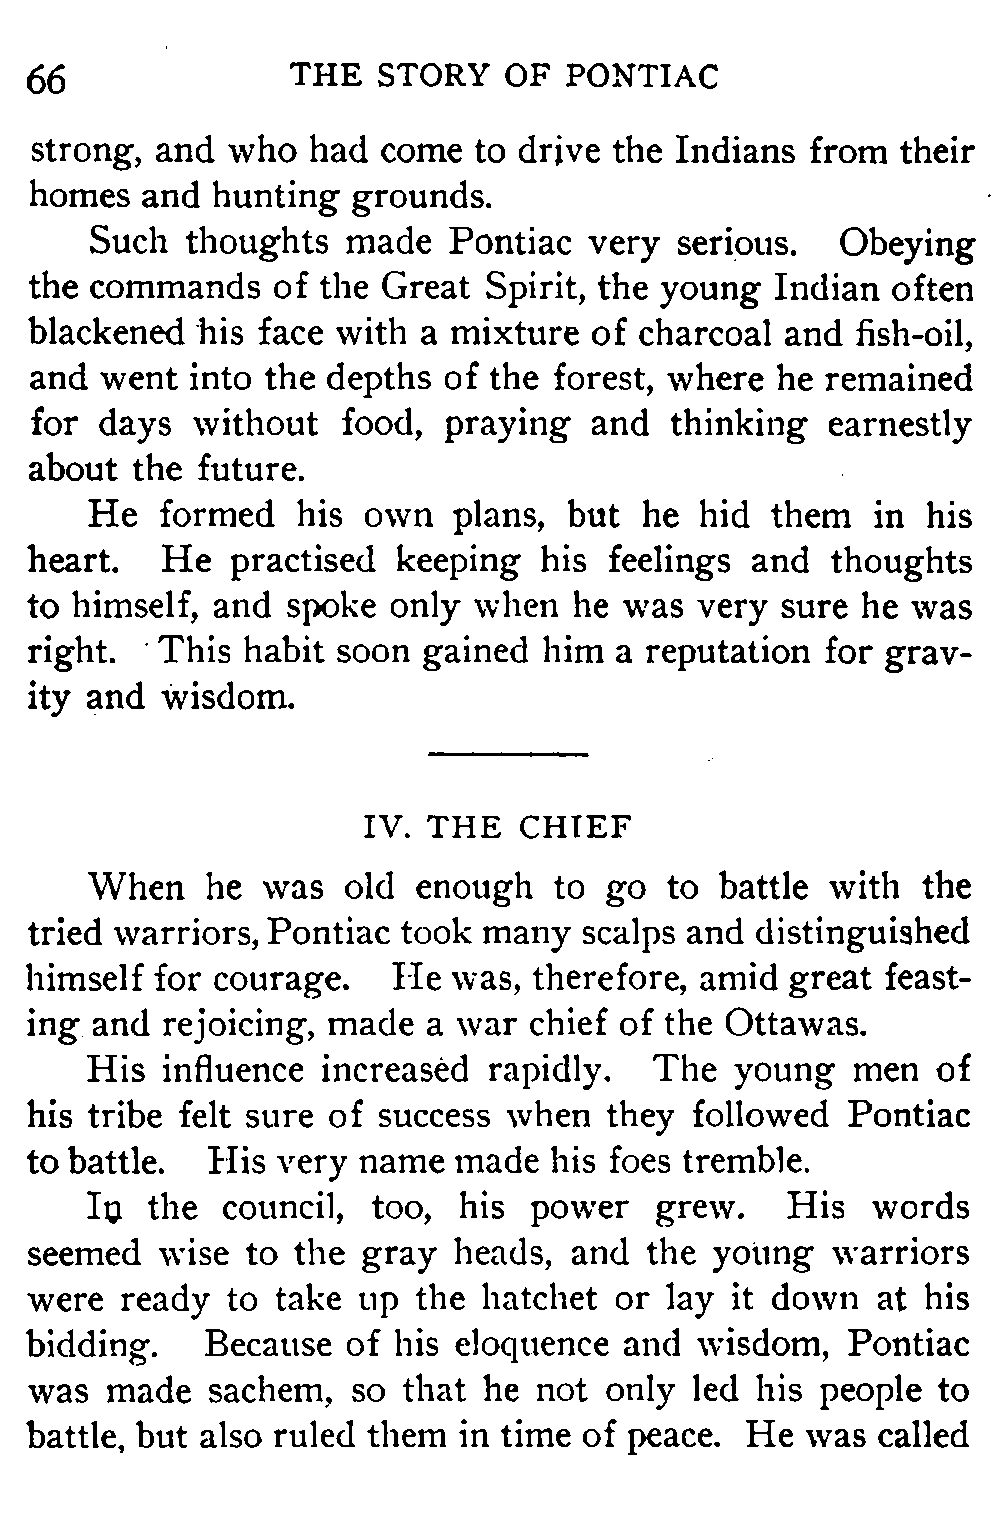 66 THE STORY OF PONTIAC
strong, and who had come to drive the Indians from their
homes and hunting grounds.
Such thoughts made Pontiac very serious. Obeying
the commands of the Great Spirit, the young Indian often
blackened his face with a mixture of charcoal and fish-oil,
and went into the depths of the forest, where he remained
for days without food, praying and thinking earnestly
about the future.
He formed his own plans, but he hid them in his
heart. He practised keeping his feelings and thoughts
to himself, and spoke only when he was very sure he was
right. This habit soon gained him a reputation for grav-
ity and wisdom.
IV. THE CHIEF
When he was old enough to go to battle with the
tried warriors, Pontiac took many scalps and distinguished
himself for courage. He was, therefore, amid great feast-
ing and rejoicing, made a war chief of the Ottawas.
His influence increased rapidly. The young men of
his tribe felt sure of success when they followed Pontiac
to battle. His very name made his foes tremble.
In the council, too, his power grew. His words
seemed wise to the gray heads, and the young warriors
were ready to take up the hatchet or lay it down at his
bidding. Because of his eloquence and wisdom, Pontiac
was made sachem, so that he not only led his people to
battle, but also ruled them in time of peace. He was called